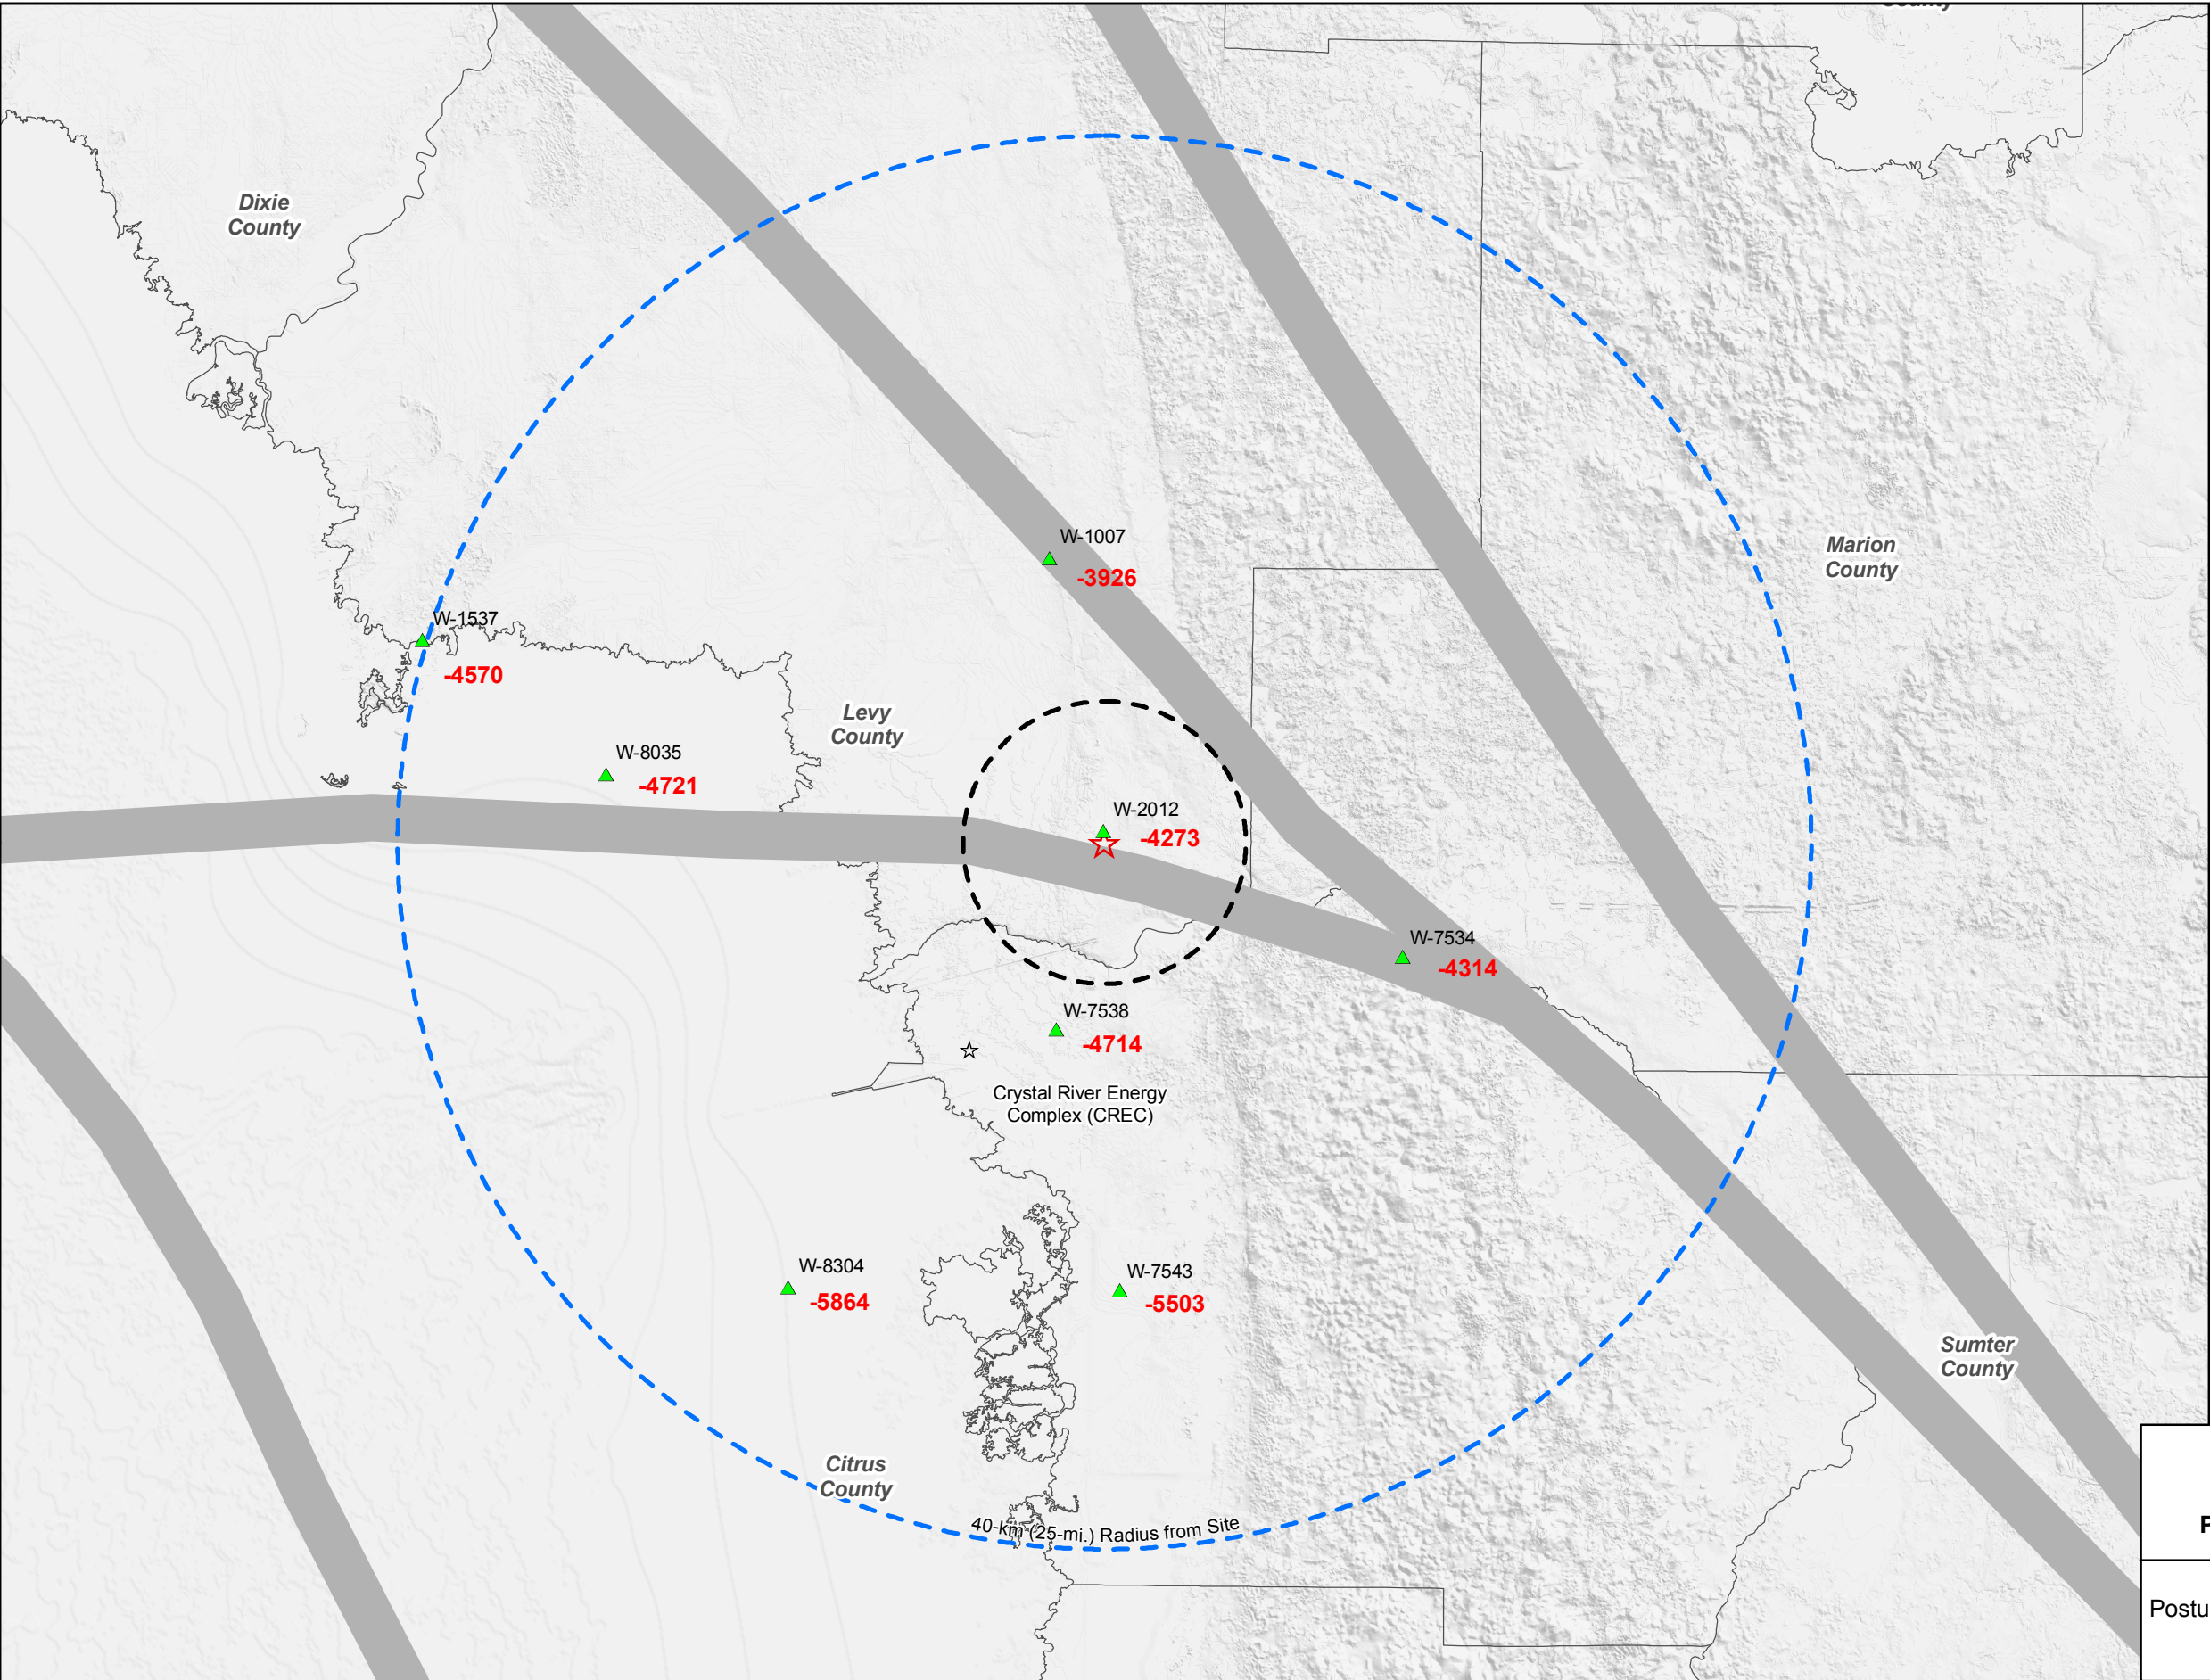 County
Dixie
County
W-1007
-3926
Marion
County
W-1537
-4570
Levy
County
W-8035
-4721
W-2012
-4273
W-7534
-4314
W-7538
-4714
Crystal River Energy
Complex (CREC)
W-8304
-5864
W-7543
-5503
Sumter
County
Citrus
County
40-km (25-mi.) Radius from Site
Postu